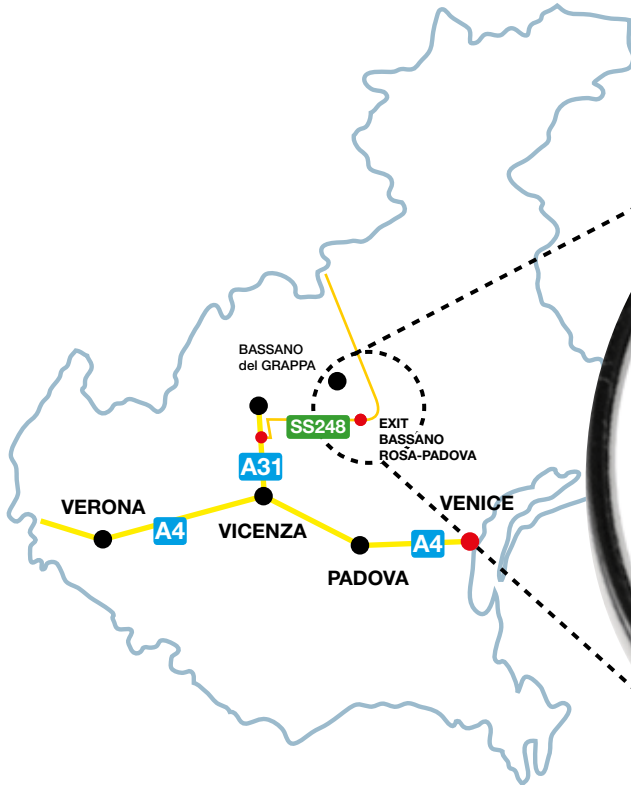 BASSANO
del GRAPPA
SS248
EXIT
BASSANO
ROSA-PADOVA
A31
VERONA
A4
VICENZA
VENICE
A4
PADOVA